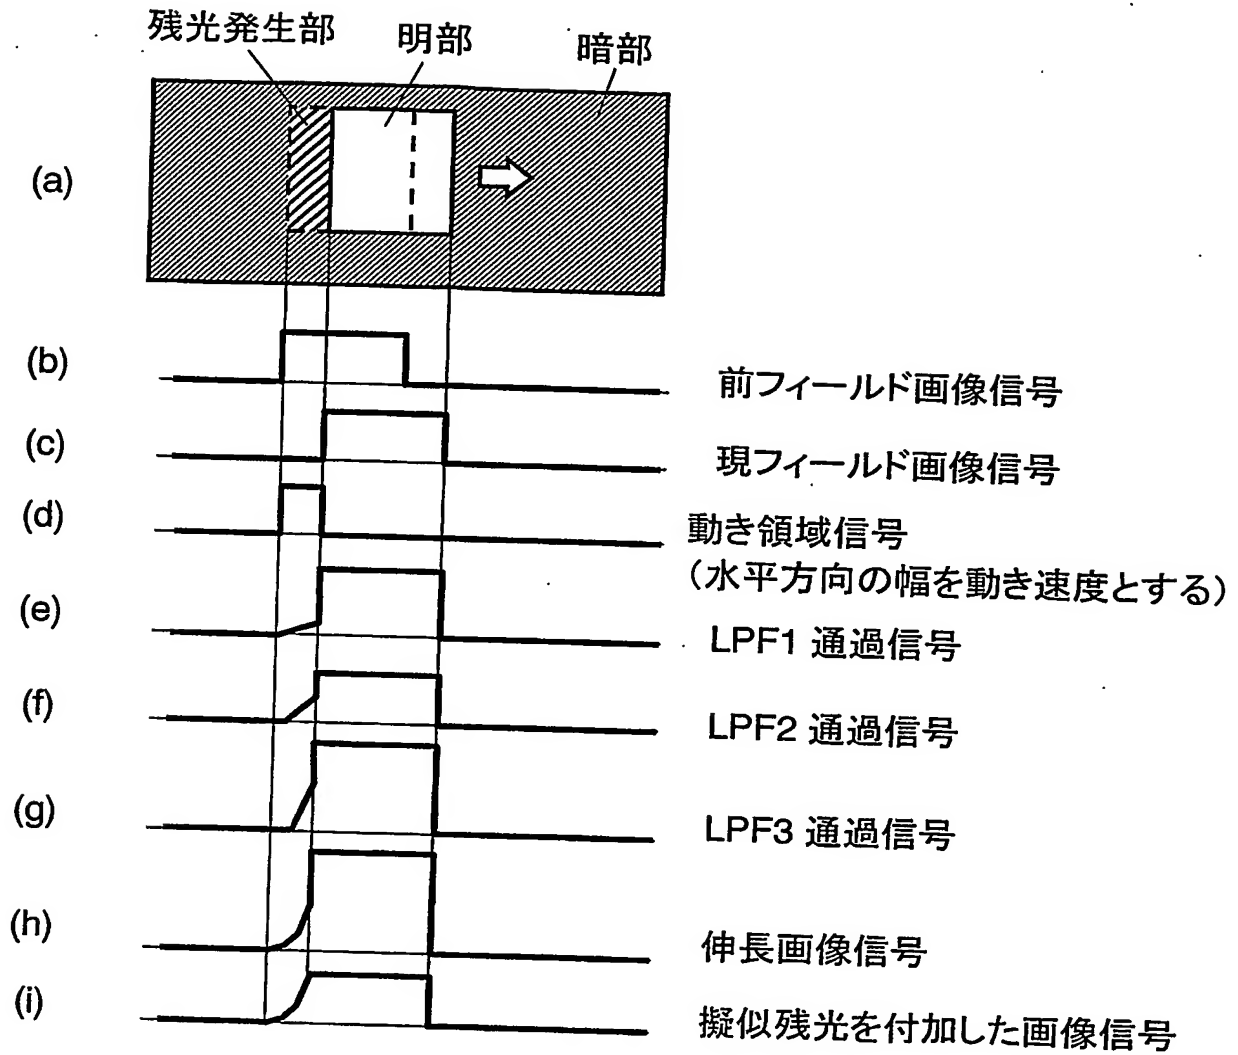 残光発生部 明部 暗部
(a)
(b) 前フィールド画像信号
(c) 現フィールド画像信号
(d) 動き領域信号
(水平方向の幅を動き速度とする)
(e) LPF1 通過信号
(f) LPF2 通過信号
(g) LPF3 通過信号
(h) 伸長画像信号
(i) 擬似残光を付加した画像信号